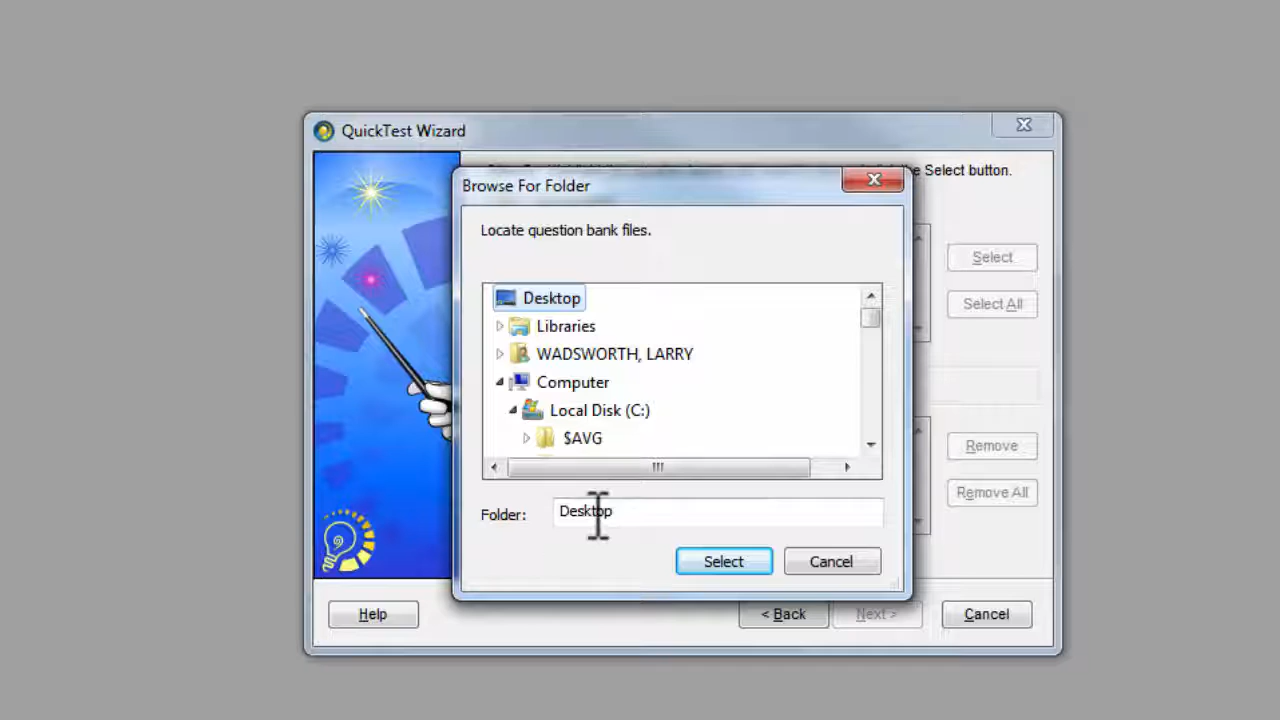 QuickTest Wizard
the Select button.
Browse For Folder
Locate question bank files.
Desktop
Libraries
WADSWORTH, LARRY
Computer
Local Disk (C:)
$AVG
Folder: Desktop
Select Cancel
Select
Select All
Remove
Remove All
Help < Back Next > Cancel